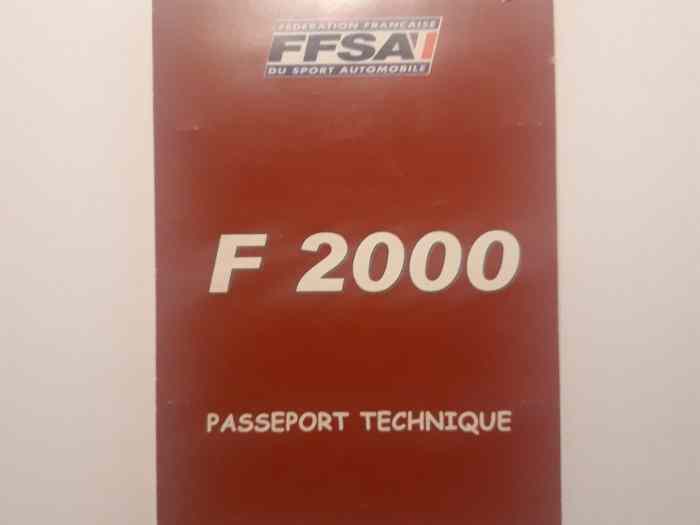 FÉDÉRATION FRANÇAISE
FFSA
DU SPORT AUTOMOBILE
F 2000
PASSEPORT TECHNIQUE